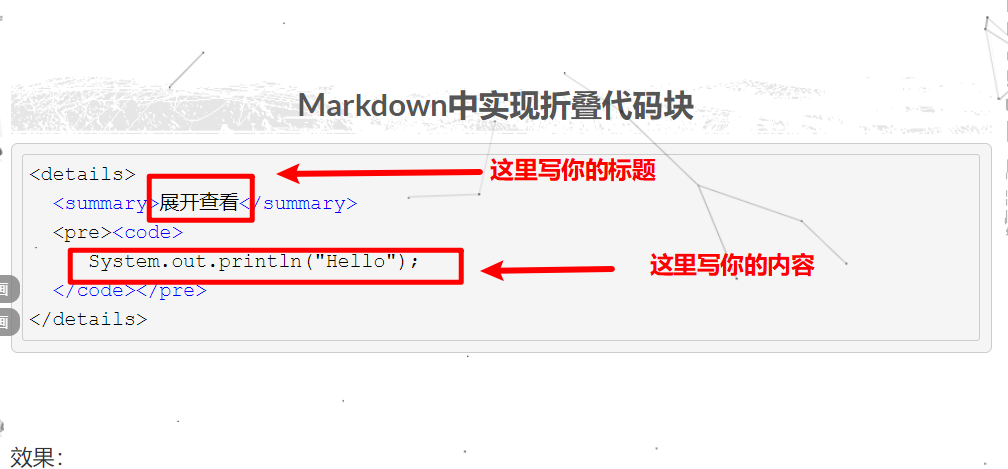 Markdown中实现折叠代码块
<details>
这里写你的标题
<summary>展开查看</summary>
<pre><code>
System.out.println("Hello");
这里写你的内容
</code></pre>
画
</details>
画
效果：